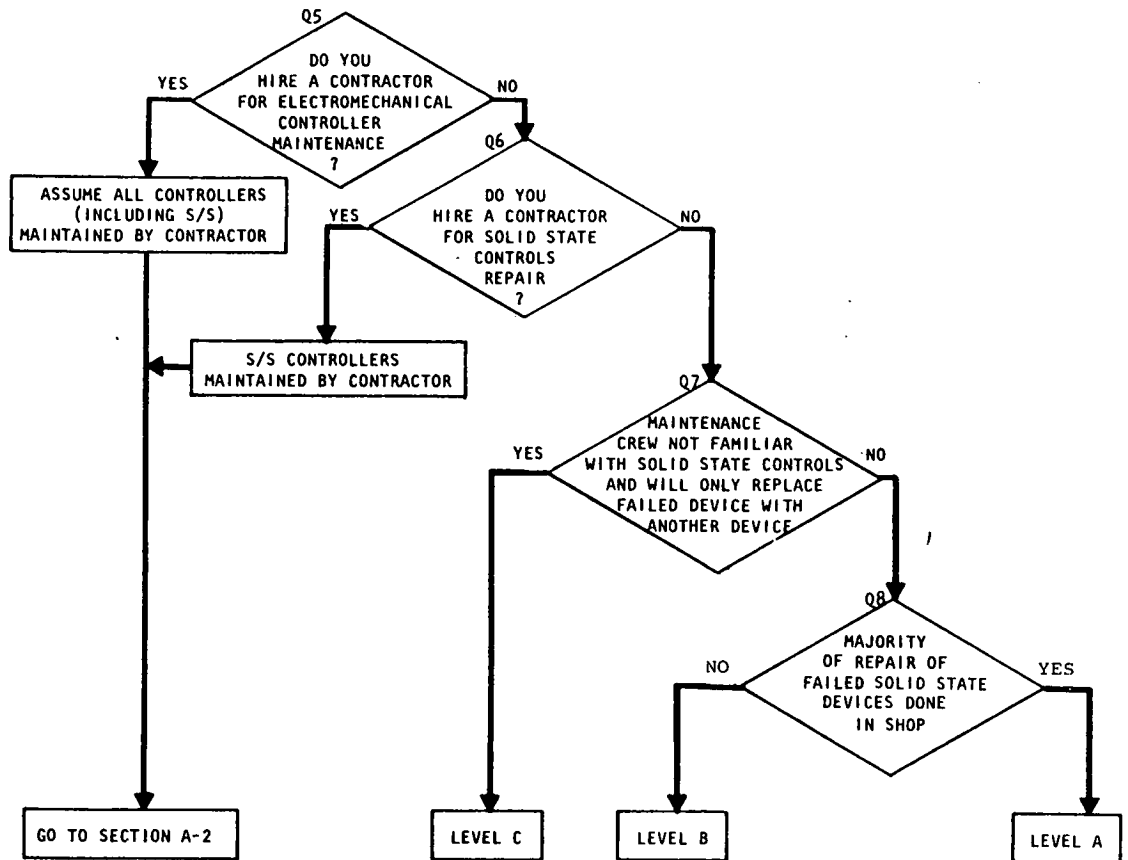 Q5
DO YOU
HIRE A CONTRACTOR
FOR ELECTROMECHANICAL
CONTROLLER
MAINTENANCE
?
YES
NO
ASSUME ALL CONTROLLERS
(INCLUDING S/S)
MAINTAINED BY CONTRACTOR
Q6
DO YOU
HIRE A CONTRACTOR
FOR SOLID STATE
CONTROLS
REPAIR
?
YES
NO
S/S CONTROLLERS
MAINTAINED BY CONTRACTOR
Q7
MAINTENANCE
CREW NOT FAMILIAR
WITH SOLID STATE CONTROLS
AND WILL ONLY REPLACE
FAILED DEVICE WITH
ANOTHER DEVICE
YES
NO
Q8
MAJORITY
OF REPAIR OF
FAILED SOLID STATE
DEVICES DONE
IN SHOP
NO
YES
GO TO SECTION A-2
LEVEL C
LEVEL B
LEVEL A